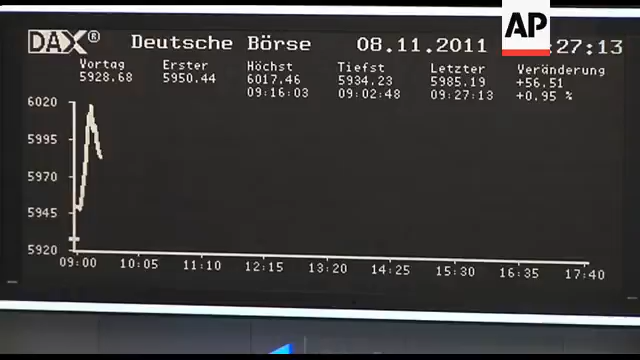 DAX® Deutsche Börse 08.11.2011 :27:13
AP
Vortag Erster Höchst Tiefst Letzter Veränderung
5928.68 5950.44 6017.46 5934.23 5985.19 +56.51
09:16:03 09:02:48 09:27:13 +0.95 %
6020
5995
5970
5945
5920
09:00 10:05 11:10 12:15 13:20 14:25 15:30 16:35 17:40